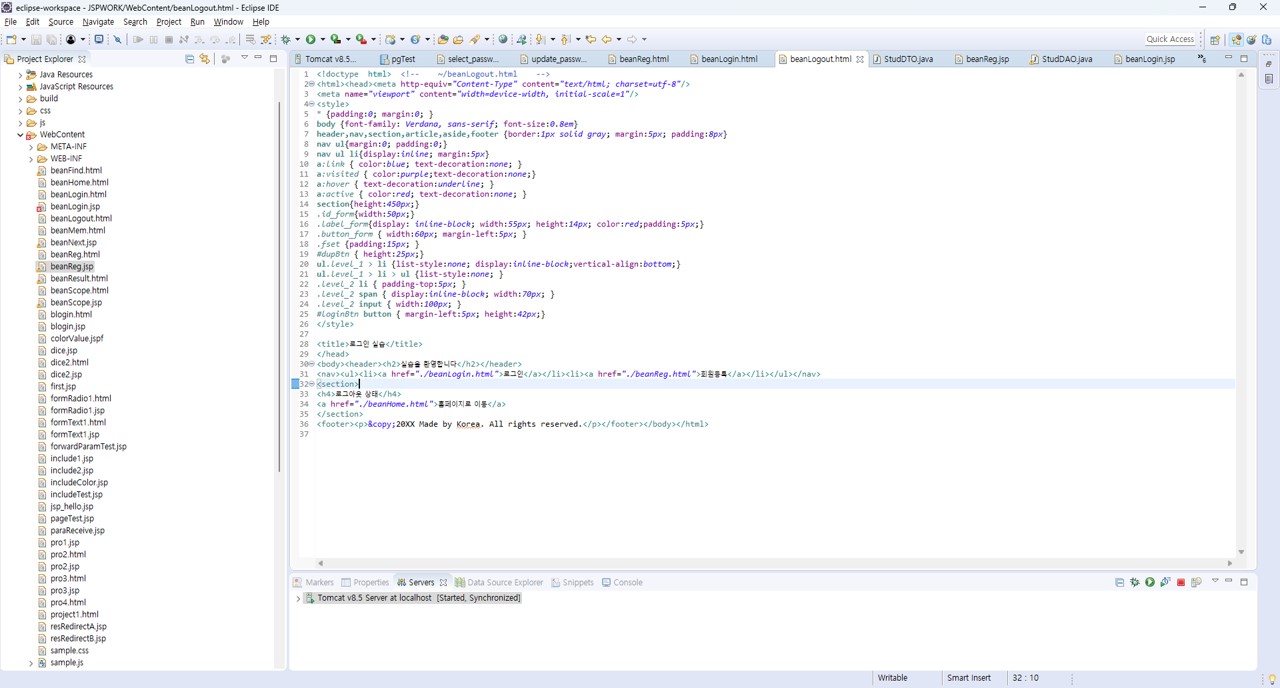 eclipse-workspace - JSPWORK/WebContent/beanLogout.html - Eclipse IDE
File Edit Source Navigate Search Project Run Window Help
Quick Access
Project Explorer
Java Resources
JavaScript Resources
build
css
js
WebContent
META-INF
WEB-INF
beanFind.html
beanHome.html
beanLogin.html
beanLogin.jsp
beanLogout.html
beanMem.html
beanNext.jsp
beanReg.html
beanReg.jsp
beanResult.html
beanScope.html
beanScope.jsp
blogin.html
blogin.jsp
colorValue.jspf
dice.jsp
dice2.html
dice2.jsp
first.jsp
formRadio1.html
formRadio1.jsp
formText1.html
formText1.jsp
forwardParamTest.jsp
include1.jsp
include2.jsp
includeColor.jsp
includeTest.jsp
jsp_hello.jsp
pageTest.jsp
paraReceive.jsp
pro1.jsp
pro2.html
pro2.jsp
pro3.html
pro3.jsp
pro4.html
project1.html
resRedirectA.jsp
resRedirectB.jsp
sample.css
sample.js
Tomcat v8.5... pgTest select_passw... update_passw... beanReg.html beanLogin.html beanLogout.html StudDTO.java beanReg.jsp StudDAO.java beanLogin.jsp »6
1 <!doctype html> <!-- ~/beanLogout.html -->
2 <html><head><meta http-equiv="Content-Type" content="text/html; charset=utf-8"/>
3 <meta name="viewport" content="width=device-width, initial-scale=1"/>
4 <style>
5 * {padding:0; margin:0; }
6 body {font-family: Verdana, sans-serif; font-size:0.8em}
7 header,nav,section,article,aside,footer {border:1px solid gray; margin:5px; padding:8px}
8 nav ul{margin:0; padding:0;}
9 nav ul li{display:inline; margin:5px}
10 a:link { color:blue; text-decoration:none; }
11 a:visited { color:purple;text-decoration:none;}
12 a:hover { text-decoration:underline; }
13 a:active { color:red; text-decoration:none; }
14 section{height:450px;}
15 .id_form{width:50px;}
16 .label_form{display: inline-block; width:55px; height:14px; color:red;padding:5px;}
17 .button_form { width:60px; margin-left:5px; }
18 .fset {padding:15px; }
19 #dupBtn { height:25px;}
20 ul.level_1 > li {list-style:none; display:inline-block;vertical-align:bottom;}
21 ul.level_1 > li > ul {list-style:none; }
22 .level_2 li { padding-top:5px; }
23 .level_2 span { display:inline-block; width:70px; }
24 .level_2 input { width:100px; }
25 #loginBtn button { margin-left:5px; height:42px;}
26 </style>
27
28 <title>로그인 실습</title>
29 </head>
30 <body><header><h2>실습을 환영합니다</h2></header>
31 <nav><ul><li><a href="./beanLogin.html">로그인</a></li><li><a href="./beanReg.html">회원등록</a></li></ul></nav>
32 <section>
33 <h4>로그아웃 상태</h4>
34 <a href="./beanHome.html">홈페이지로 이동</a>
35 </section>
36 <footer><p>&copy;20XX Made by Korea. All rights reserved.</p></footer></body></html>
37
Markers Properties Servers Data Source Explorer Snippets Console
Tomcat v8.5 Server at localhost [Started, Synchronized]
Writable Smart Insert 32 : 10